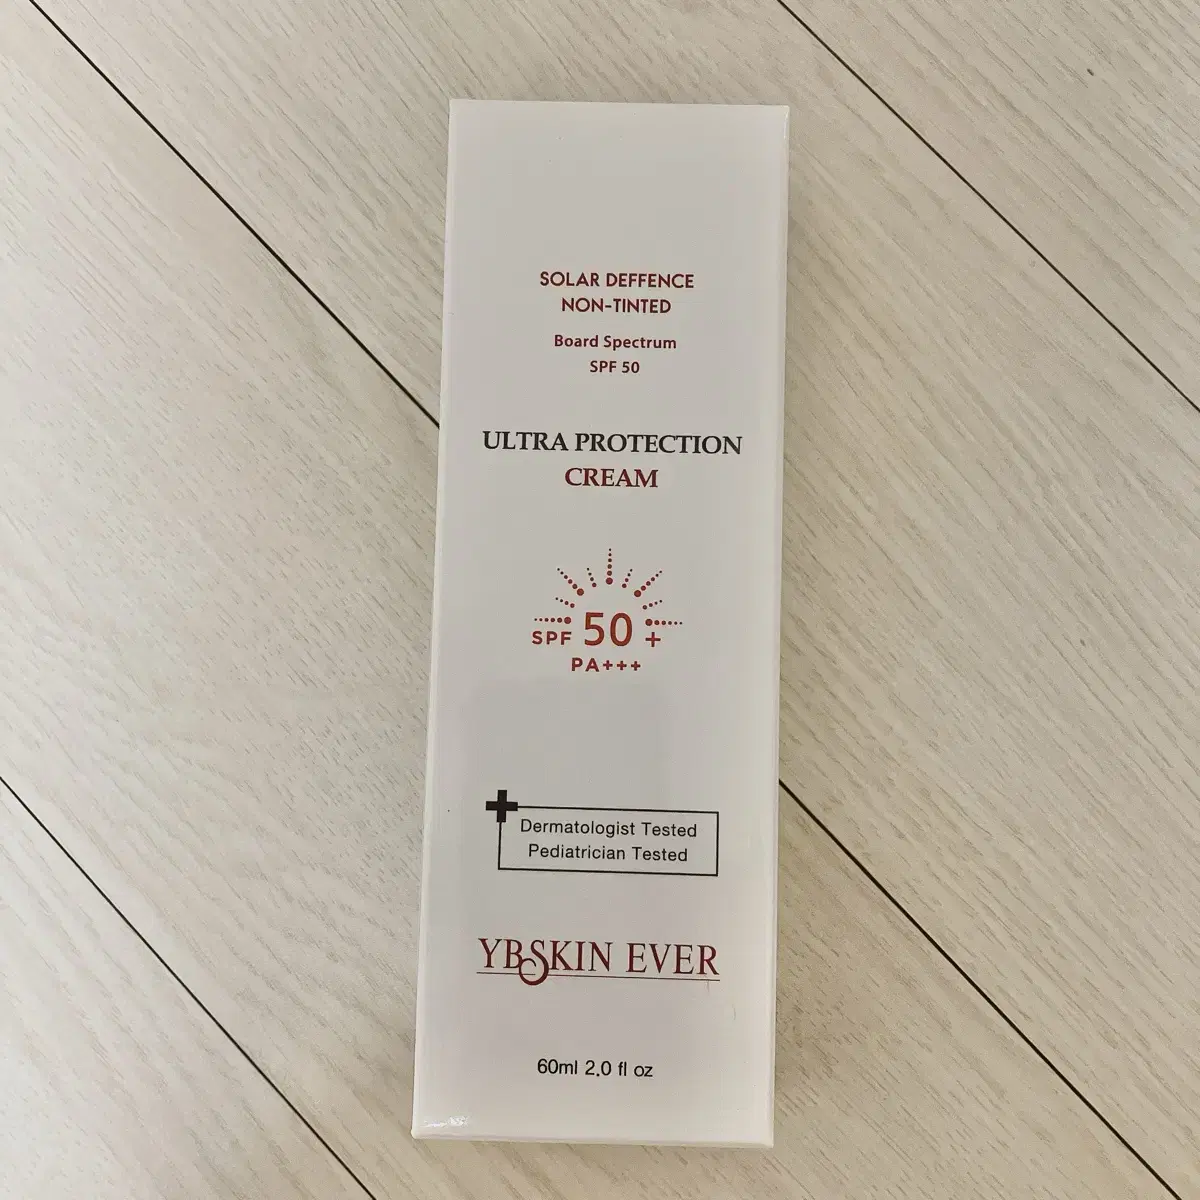 SOLAR DEFFENCE
NON-TINTED
Board Spectrum
SPF 50
ULTRA PROTECTION
CREAM
SPF 50 +
PA+++
Dermatologist Tested
Pediatrician Tested
YBSKIN EVER
60ml 2.0 fl oz